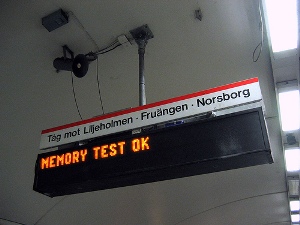 Tåg mot Liljeholmen · Fruängen · Norsborg
MEMORY TEST OK